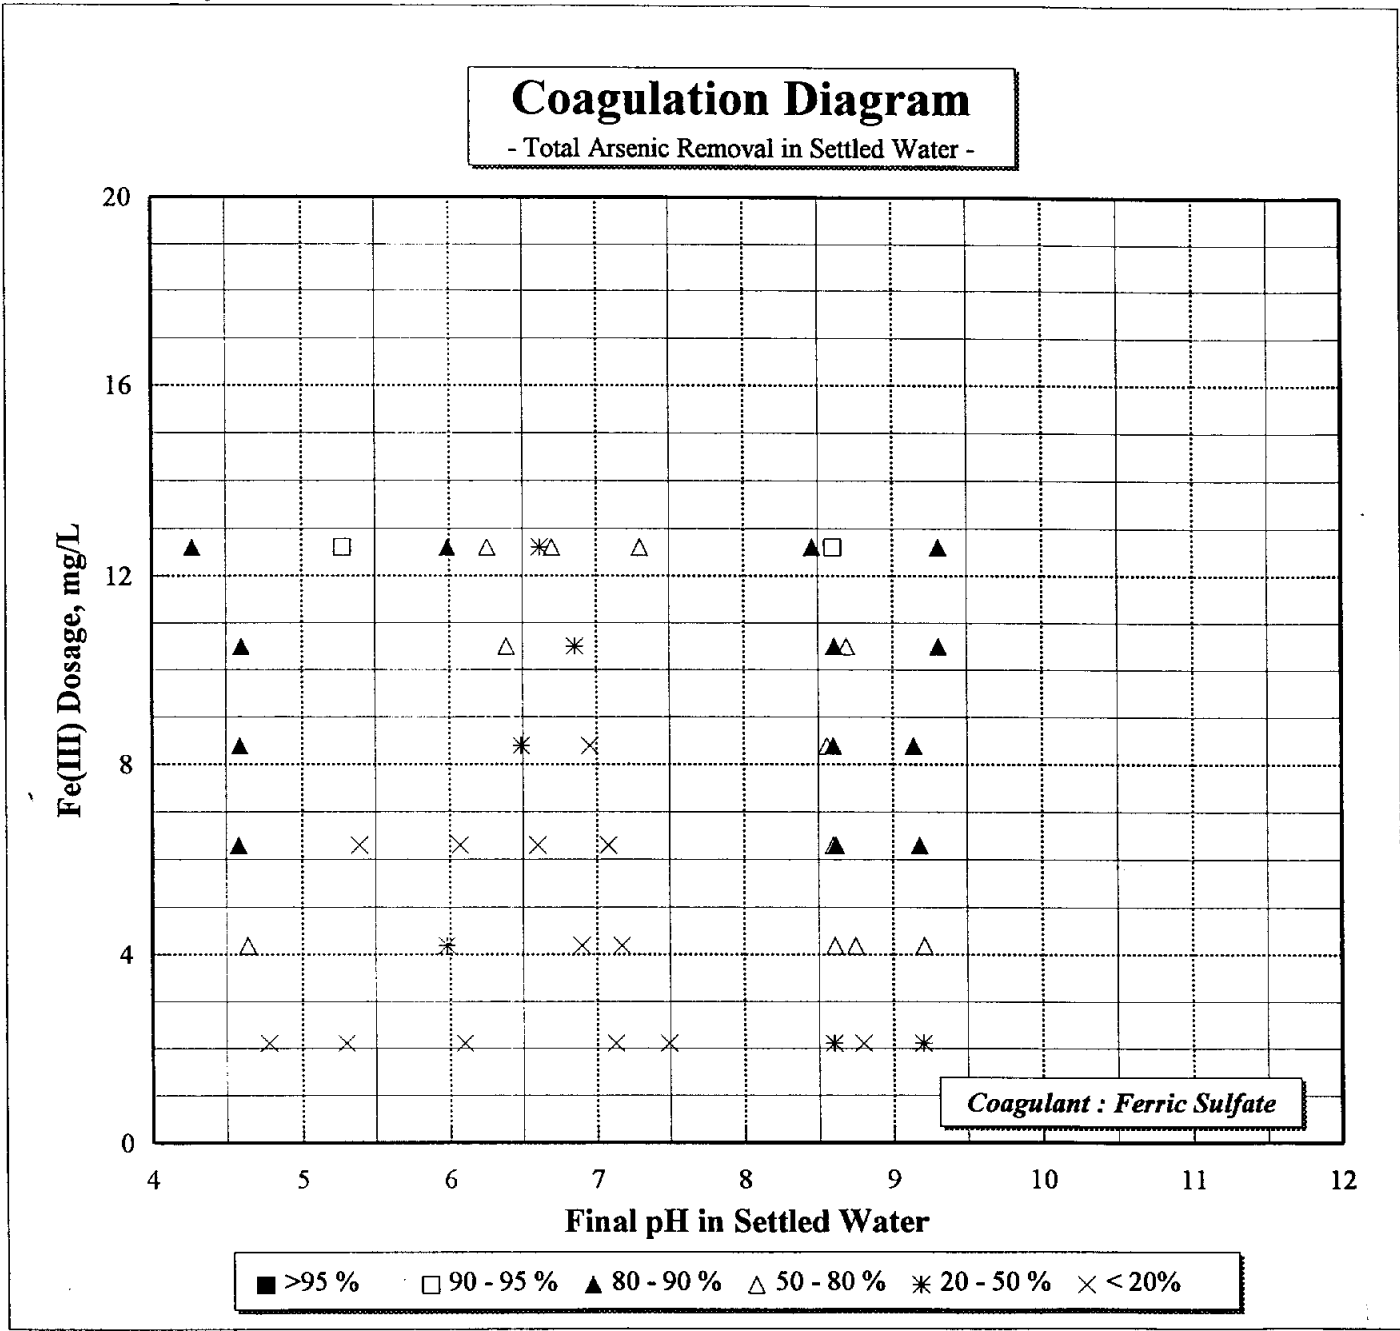 Coagulation Diagram
- Total Arsenic Removal in Settled Water -
20
16
12
8
4
0
Fe(III) Dosage, mg/L
Coagulant : Ferric Sulfate
4 5 6 7 8 9 10 11 12
Final pH in Settled Water
>95 % 90 - 95 % 80 - 90 % 50 - 80 % 20 - 50 % < 20%